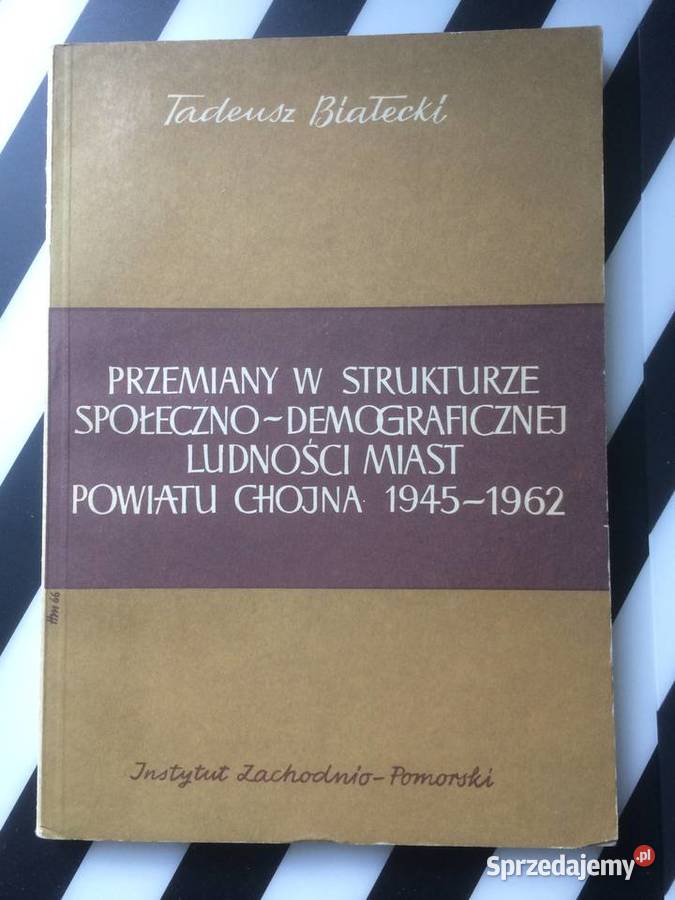 Tadeusz Białecki
PRZEMIANY W STRUKTURZE
SPOŁECZNO-DEMOGRAFICZNEJ
LUDNOŚCI MIAST
POWIATU CHOJNA 1945-1962
Instytut Zachodnio-Pomorski
Sprzedajemy.pl